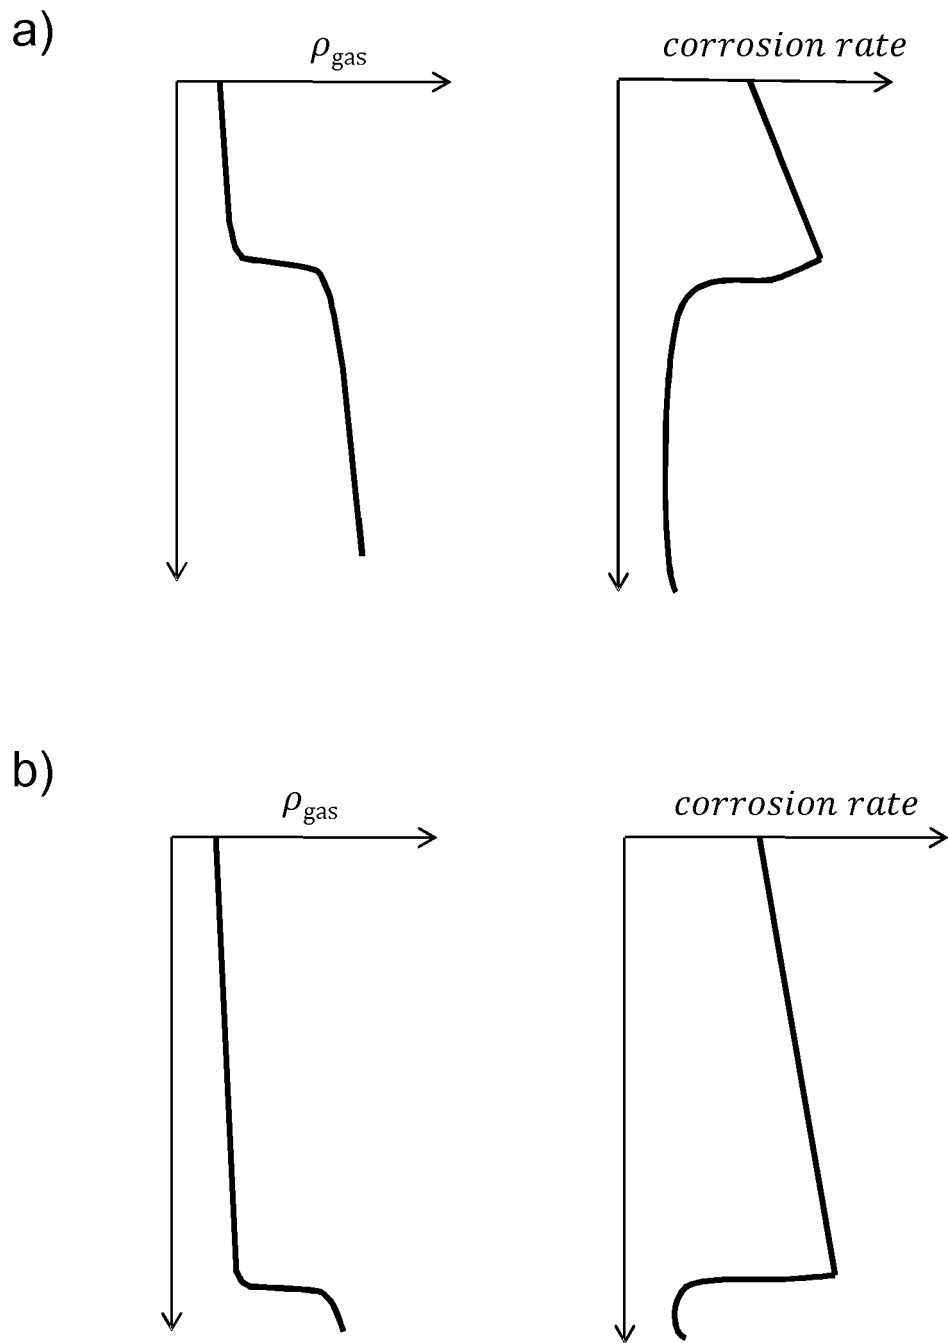 a)
ρgas
corrosion rate
b)
ρgas
corrosion rate